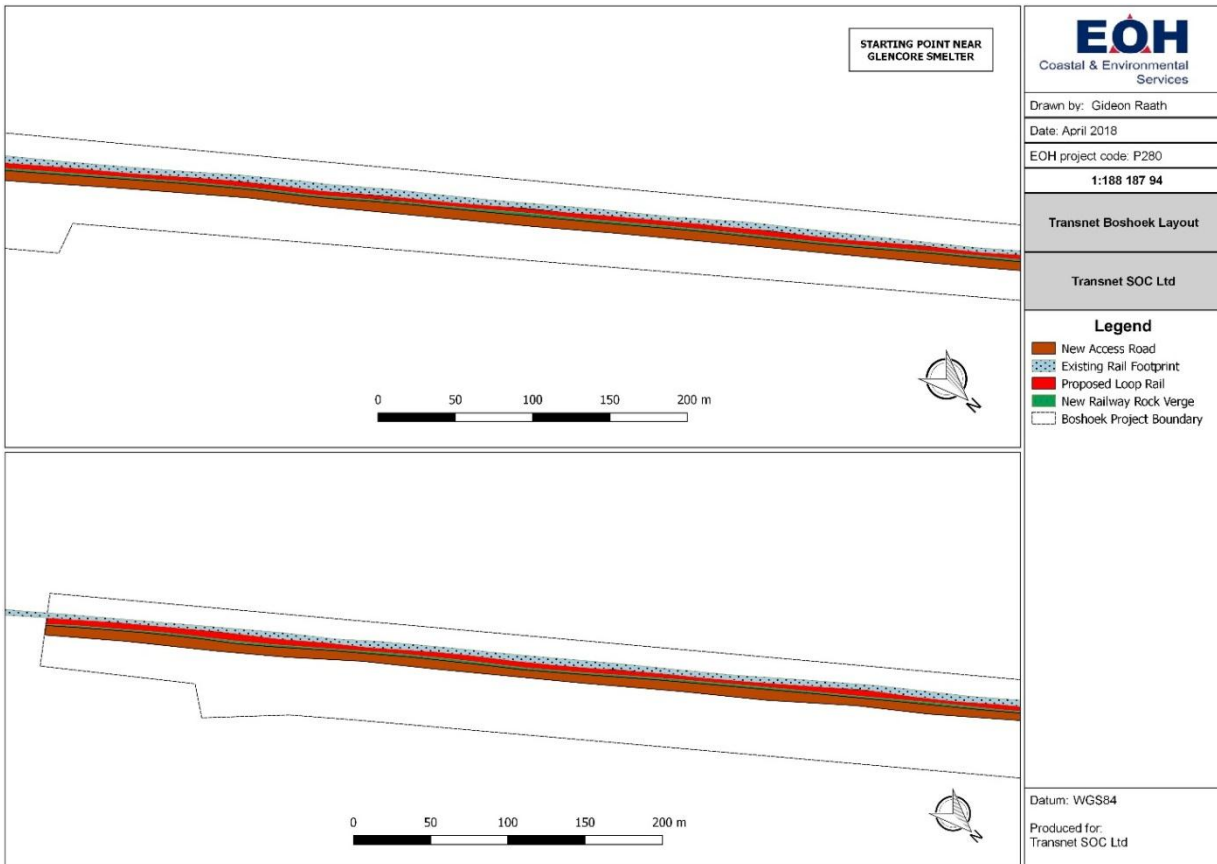 STARTING POINT NEAR
GLENCORE SMELTER
0 50 100 150 200 m
N
0 50 100 150 200 m
N
EOH
Coastal & Environmental
Services
Drawn by: Gideon Raath
Date: April 2018
EOH project code: P280
1:188 187 94
Transnet Boshoek Layout
Transnet SOC Ltd
Legend
New Access Road
Existing Rail Footprint
Proposed Loop Rail
New Railway Rock Verge
Boshoek Project Boundary
Datum: WGS84
Produced for:
Transnet SOC Ltd